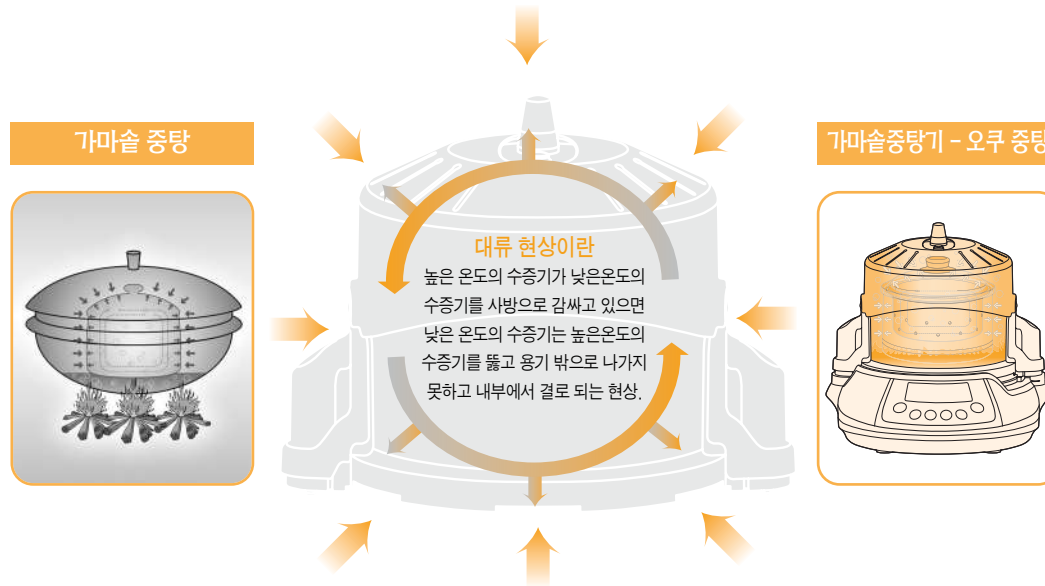 가마솥 중탕
가마솥중탕기 - 오쿠 중탕
대류 현상이란
높은 온도의 수증기가 낮은온도의
수증기를 사방으로 감싸고 있으면
낮은 온도의 수증기는 높은온도의
수증기를 뚫고 용기 밖으로 나가지
못하고 내부에서 결로 되는 현상.